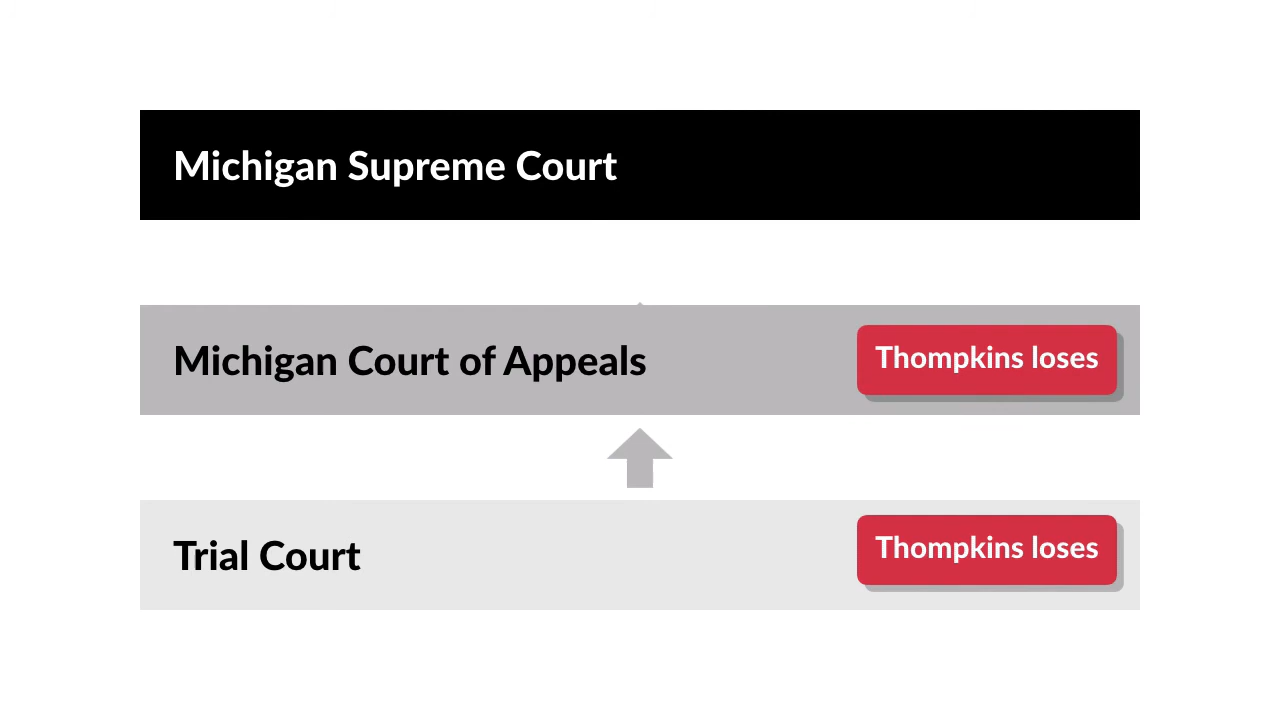 Michigan Supreme Court
Michigan Court of Appeals
Thompkins loses
Trial Court
Thompkins loses